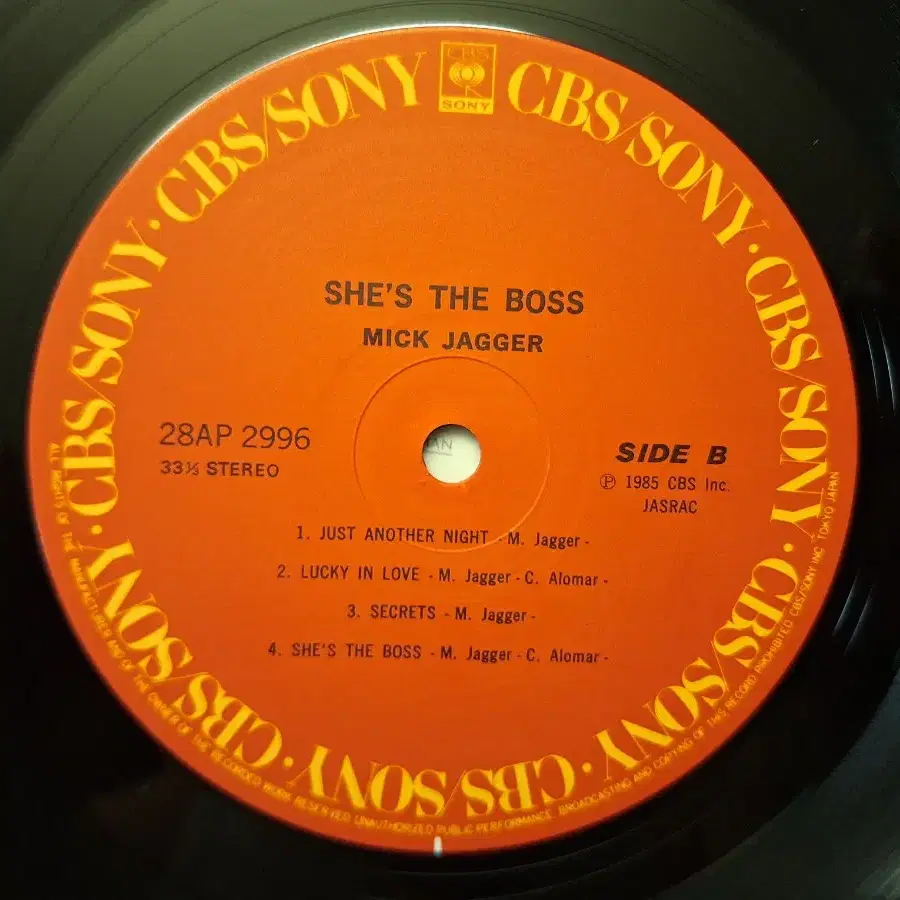 CBS
SONY
CBS/SONY · CBS/SONY · CBS/SONY · CBS/SONY · CBS/SONY · CBS/SONY · CBS/SONY · CBS/SONY
SHE'S THE BOSS
MICK JAGGER
28AP 2996
33⅓ STEREO
AN
SIDE B
Ⓟ 1985 CBS Inc.
JASRAC
1. JUST ANOTHER NIGHT - M. Jagger -
2. LUCKY IN LOVE - M. Jagger - C. Alomar -
3. SECRETS - M. Jagger -
4. SHE'S THE BOSS - M. Jagger - C. Alomar -
ALL RIGHTS OF THE MANUFACTURER AND OF THE OWNER OF THE RECORDED WORK RESERVED UNAUTHORIZED PUBLIC PERFORMANCE BROADCASTING AND COPYING OF THIS RECORD PROHIBITED CBS/SONY INC. TOKYO JAPAN